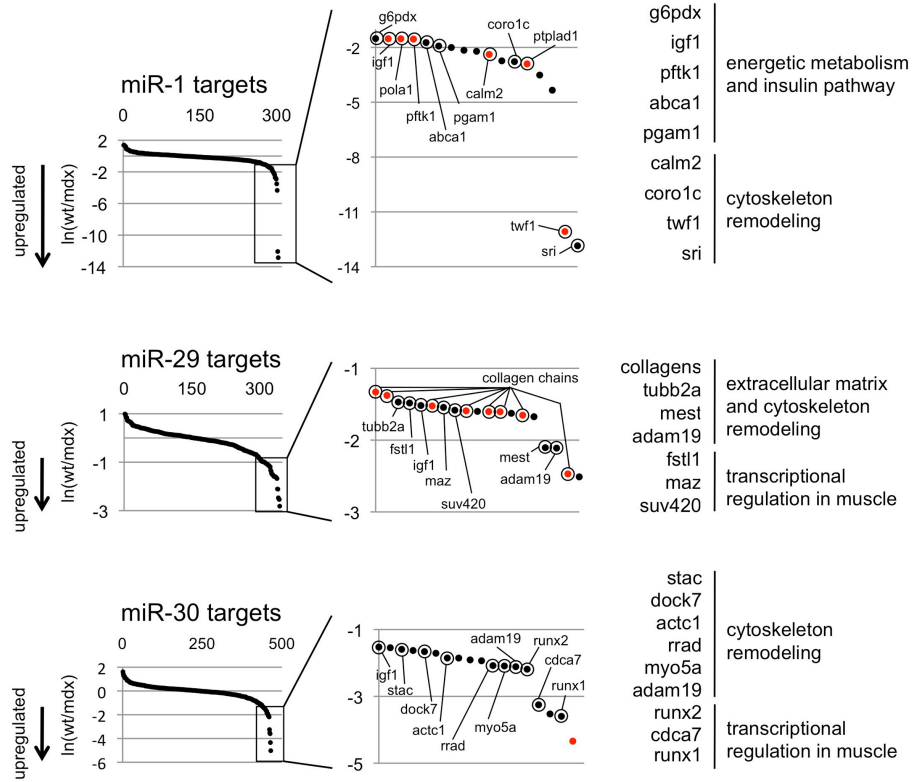 miR-1 targets
0 150 300
2
-2
-6
-10
-14
upregulated
ln(wt/mdx)
-2
-5
-8
-11
-14
g6pdx
igf1
pola1
pftk1
abca1
pgam1
calm2
coro1c
ptplad1
twf1
sri
g6pdx
igf1
pftk1
abca1
pgam1
energetic metabolism
and insulin pathway
calm2
coro1c
twf1
sri
cytoskeleton
remodeling
miR-29 targets
0 150 300
1
-1
-3
upregulated
ln(wt/mdx)
-1
-2
-3
collagen chains
tubb2a
fstl1
igf1
maz
suv420
mest
adam19
collagens
tubb2a
mest
adam19
extracellular matrix
and cytoskeleton
remodeling
fstl1
maz
suv420
transcriptional
regulation in muscle
miR-30 targets
0 250 500
2
0
-2
-4
-6
upregulated
ln(wt/mdx)
-1
-3
-5
igf1
stac
dock7
actc1
rrad
myo5a
adam19
runx2
cdca7
runx1
stac
dock7
actc1
rrad
myo5a
adam19
cytoskeleton
remodeling
runx2
cdca7
runx1
transcriptional
regulation in muscle